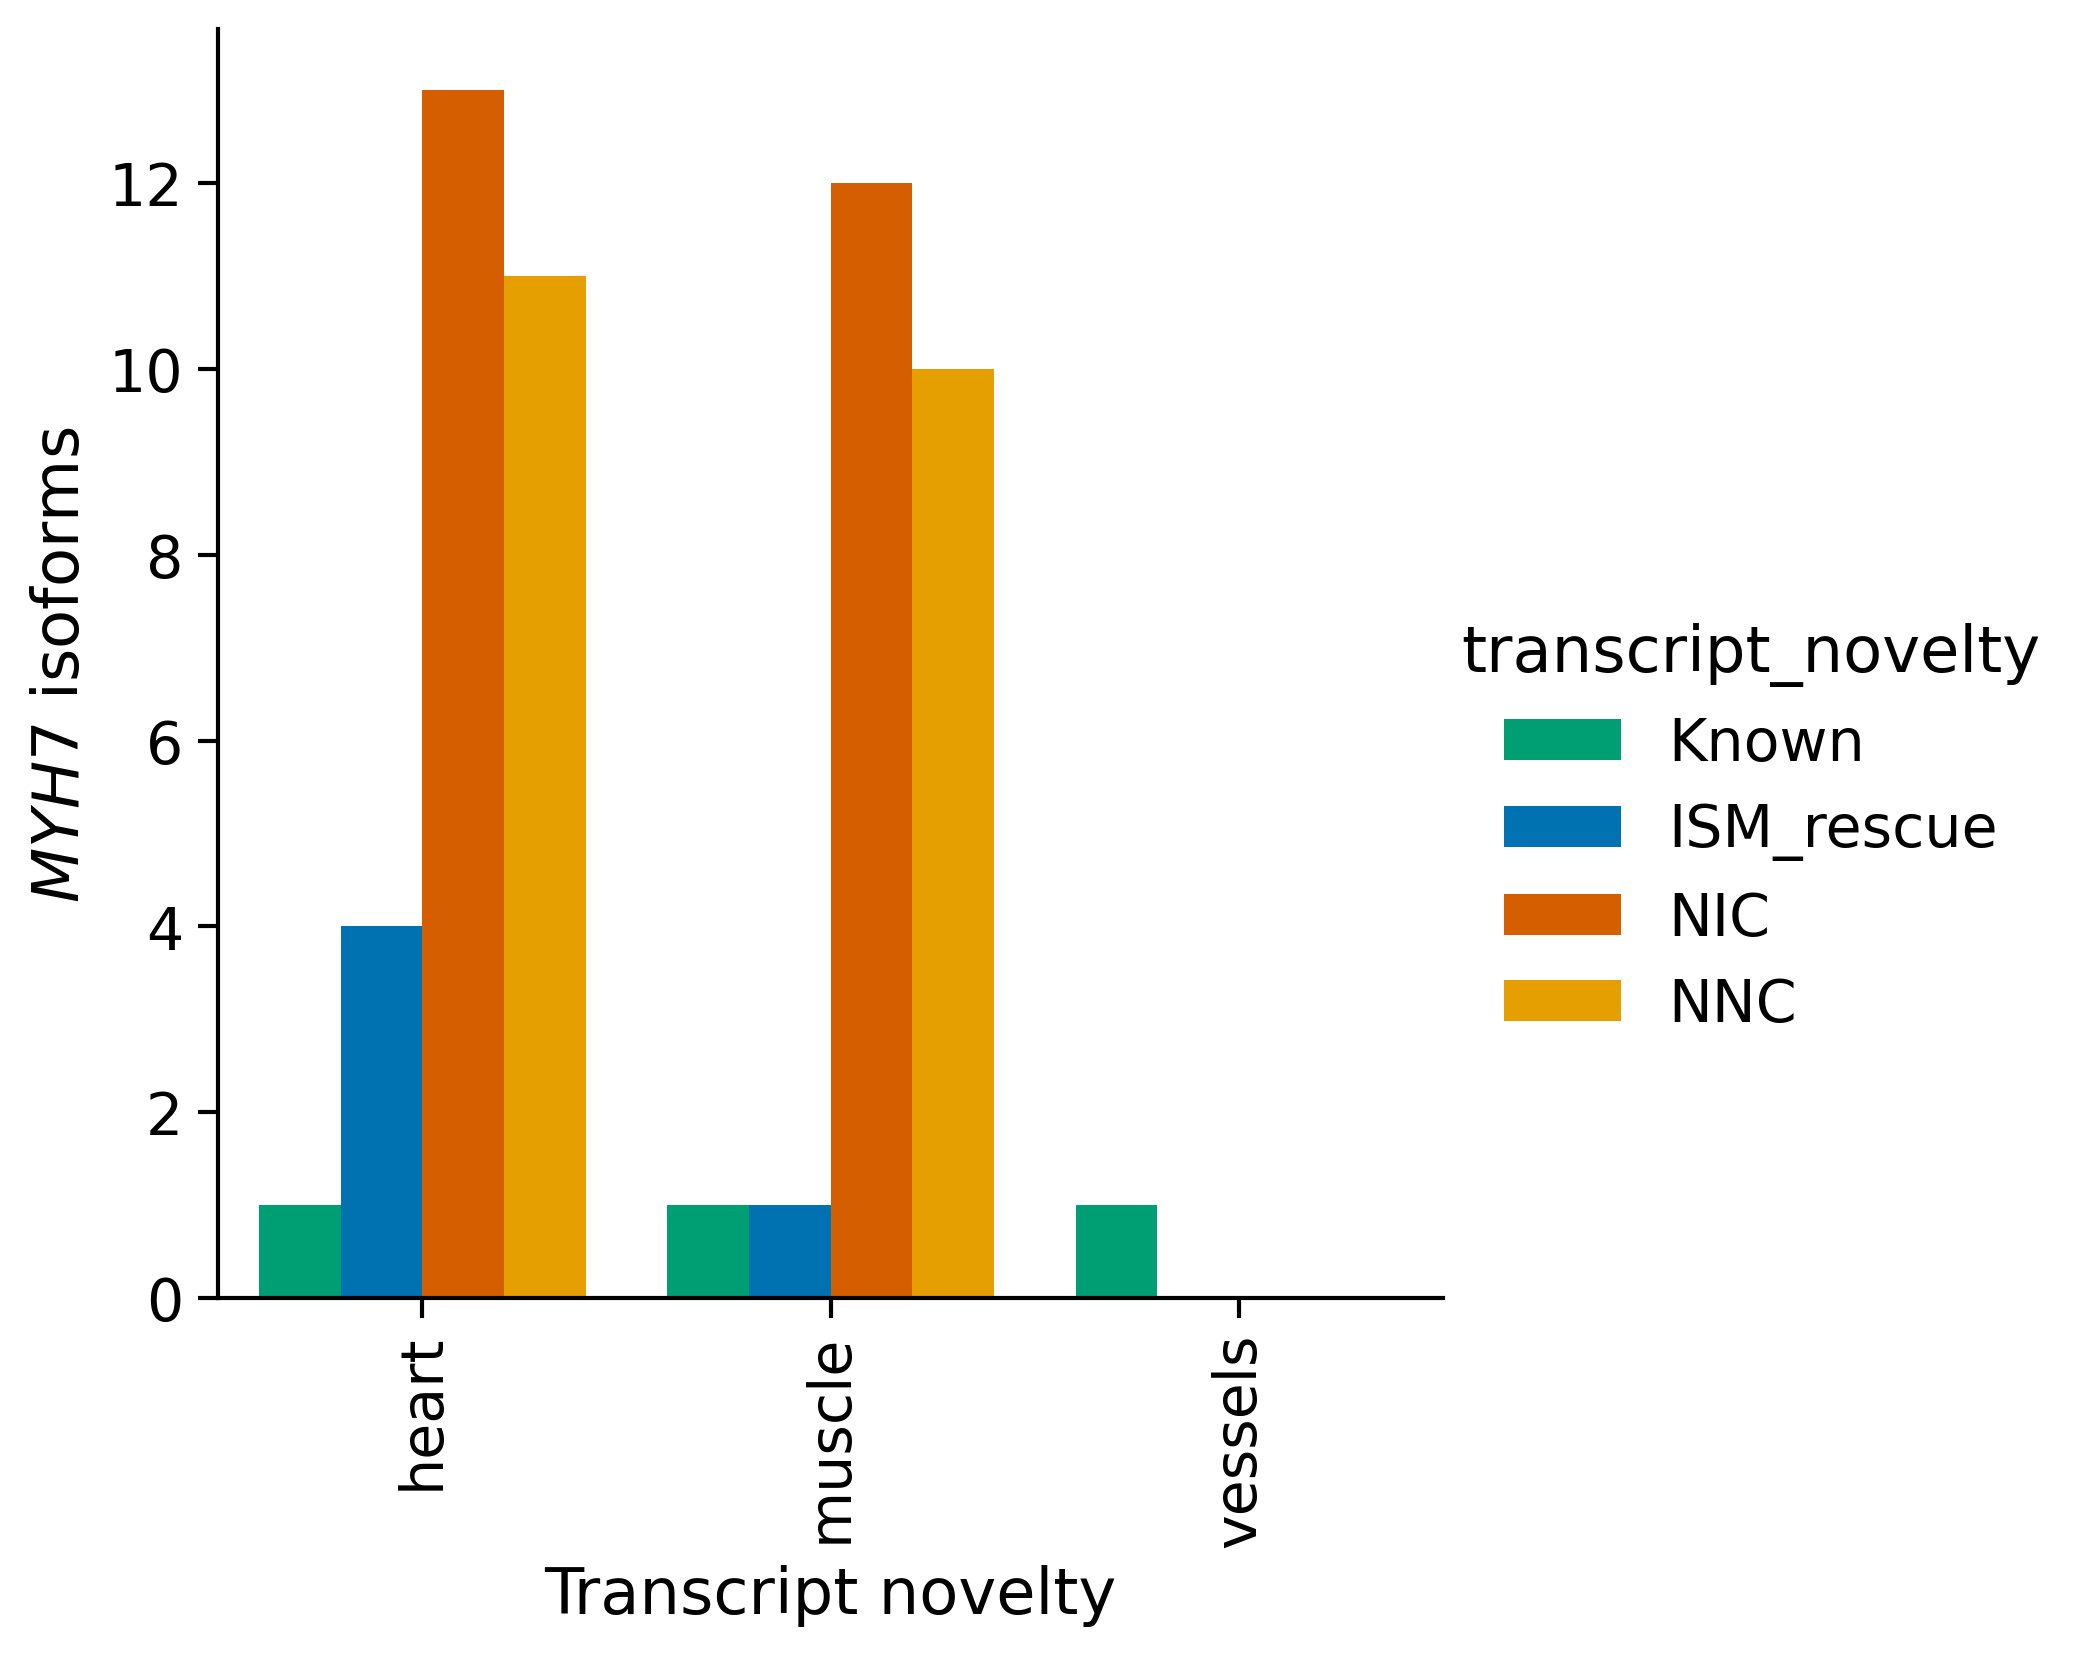 MYH7 isoforms
12
10
8
6
4
2
0
heart
muscle
vessels
Transcript novelty
transcript_novelty
Known
ISM_rescue
NIC
NNC